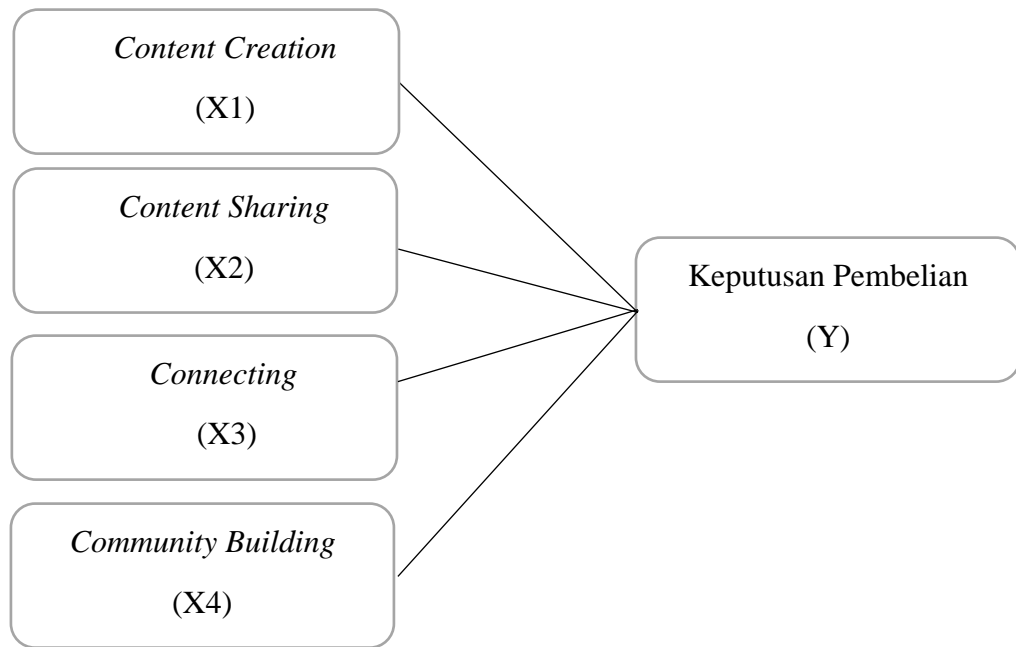 Content Creation
(X1)
Content Sharing
(X2)
Connecting
(X3)
Community Building
(X4)
Keputusan Pembelian
(Y)